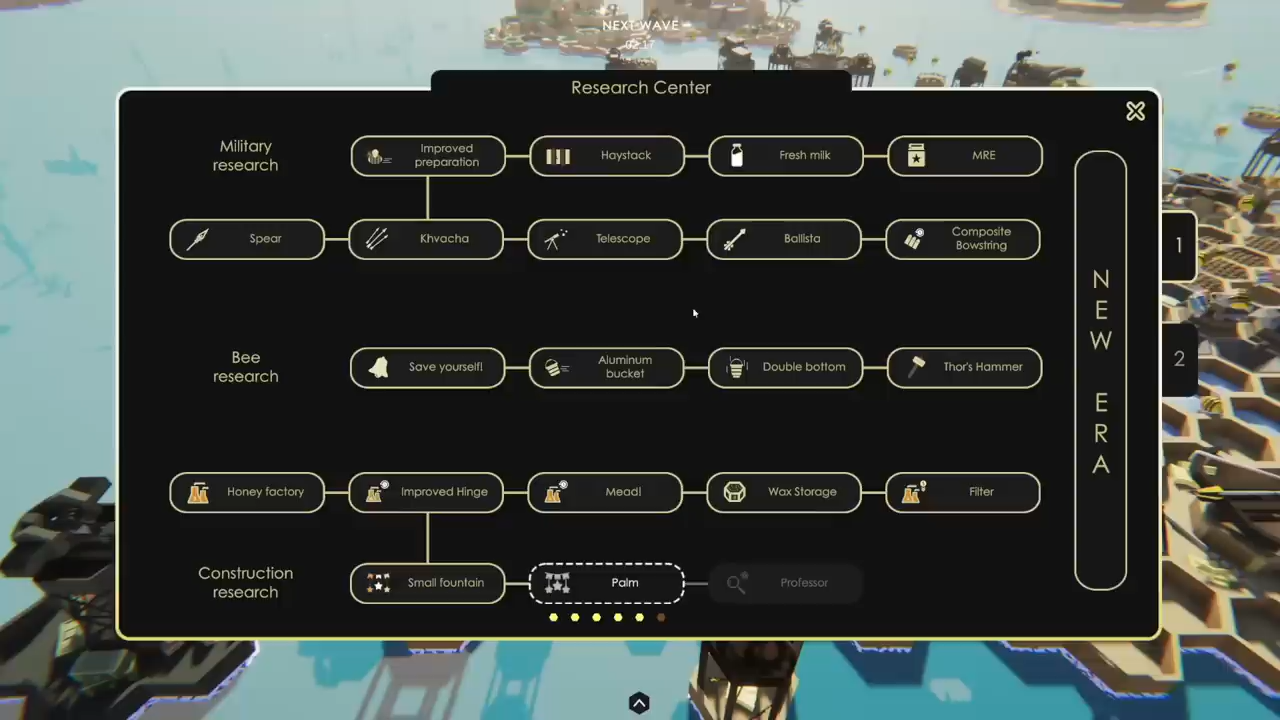 NEXT WAVE
02:17
Research Center
Military
research
Improved
preparation
Haystack
Fresh milk
MRE
Spear
Khvacha
Telescope
Ballista
Composite
Bowstring
1
2
Bee
research
Save yourself!
Aluminum
bucket
Double bottom
Thor's Hammer
NEW ERA
Honey factory
Improved Hinge
Mead!
Wax Storage
Filter
Construction
research
Small fountain
Palm
Professor